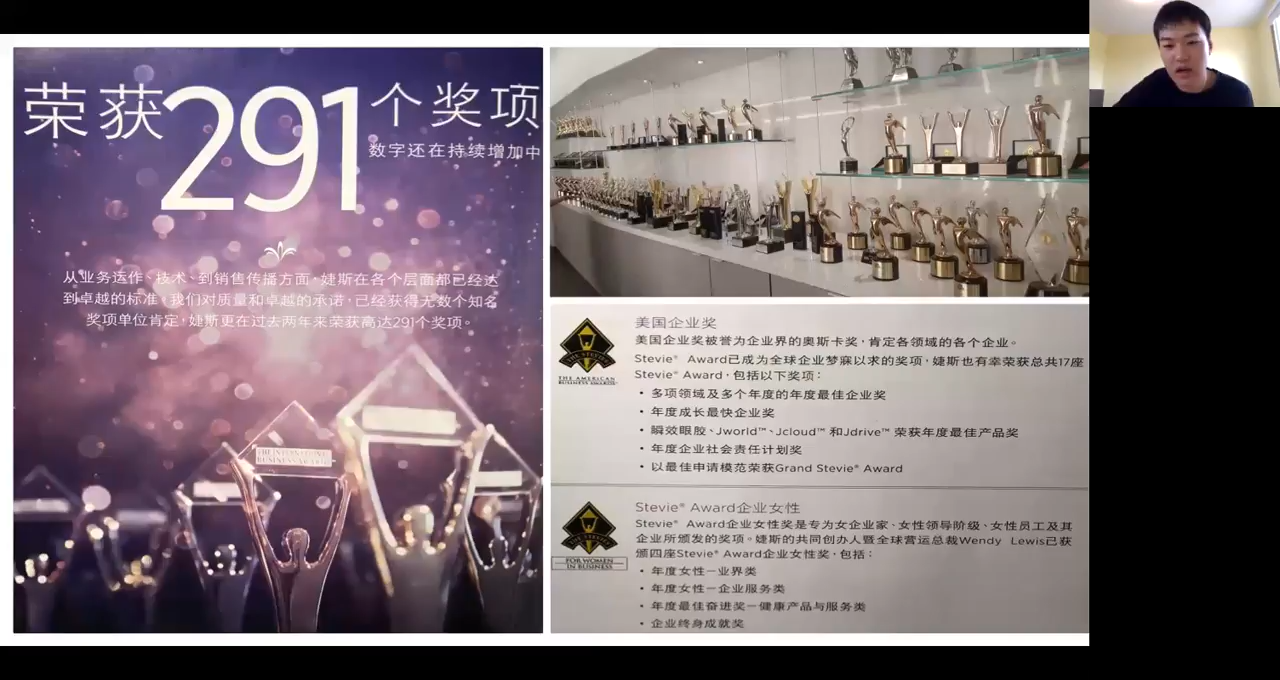 荣获291个奖项
数字还在持续增加中
从业务运作、技术、到销售传播方面，婕斯在各个层面都已经达
到卓越的标准。我们对质量和卓越的承诺，已经获得无数个知名
奖项单位肯定，婕斯更在过去两年来荣获高达291个奖项。
THE INTERNATIONAL
BUSINESS AWARDS
THE STEVIES
THE AMERICAN
BUSINESS AWARDS
美国企业奖
美国企业奖被誉为企业界的奥斯卡奖，肯定各领域的各个企业。
Stevie® Award已成为全球企业梦寐以求的奖项，婕斯也有幸荣获总共17座
Stevie® Award，包括以下奖项：
• 多项领域及多个年度的年度最佳企业奖
• 年度成长最快企业奖
• 瞬效眼胶、Jworld™、Jcloud™ 和Jdrive™ 荣获年度最佳产品奖
• 年度企业社会责任计划奖
• 以最佳申请模范荣获Grand Stevie® Award
THE STEVIES
FOR WOMEN
IN BUSINESS
Stevie® Award企业女性
Stevie® Award企业女性奖是专为女企业家、女性领导阶级、女性员工及其
企业所颁发的奖项。婕斯的共同创办人暨全球营运总裁Wendy Lewis已获
颁四座Stevie® Award企业女性奖，包括：
• 年度女性－业界类
• 年度女性－企业服务类
• 年度最佳奋进奖－健康产品与服务类
• 企业终身成就奖